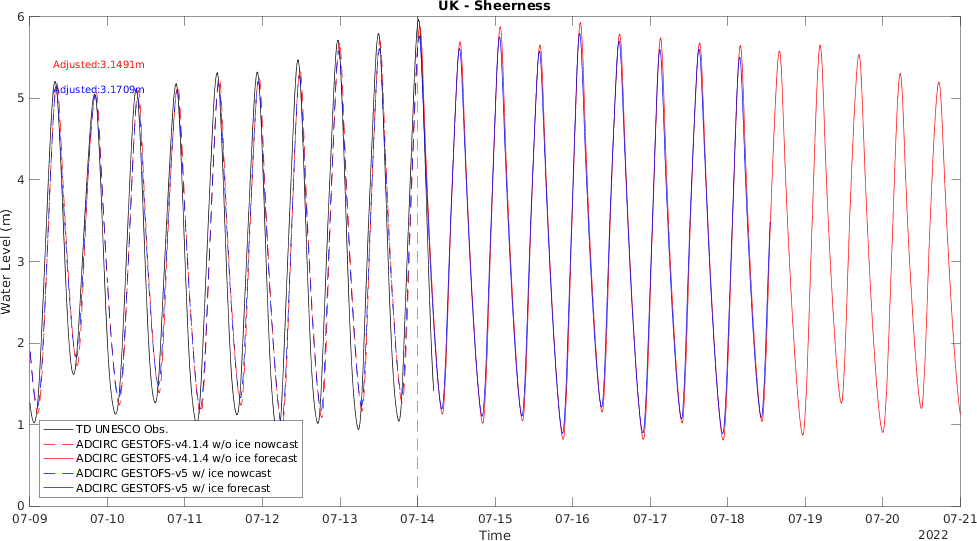 UK - Sheerness
6
Adjusted:3.1491m
Adjusted:3.1709m
5
4
3
2
1
0
Water Level (m)
TD UNESCO Obs.
ADCIRC GESTOFS-v4.1.4 w/o ice nowcast
ADCIRC GESTOFS-v4.1.4 w/o ice forecast
ADCIRC GESTOFS-v5 w/ ice nowcast
ADCIRC GESTOFS-v5 w/ ice forecast
07-09 07-10 07-11 07-12 07-13 07-14 07-15 07-16 07-17 07-18 07-19 07-20 07-21
Time
2022